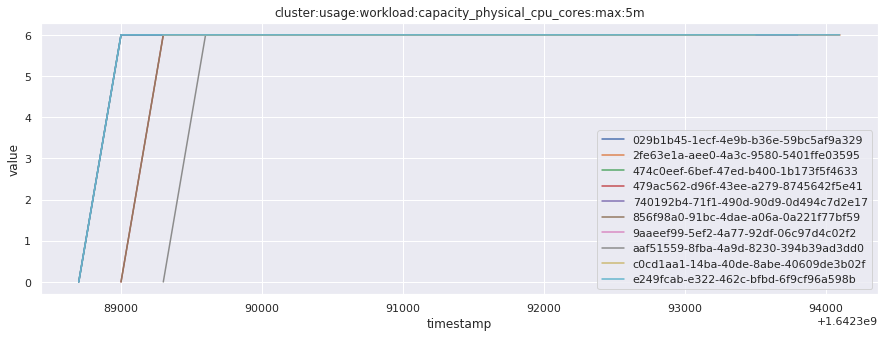 cluster:usage:workload:capacity_physical_cpu_cores:max:5m
value
6
5
4
3
2
1
0
029b1b45-1ecf-4e9b-b36e-59bc5af9a329
2fe63e1a-aee0-4a3c-9580-5401ffe03595
474c0eef-6bef-47ed-b400-1b173f5f4633
479ac562-d96f-43ee-a279-8745642f5e41
740192b4-71f1-490d-90d9-0d494c7d2e17
856f98a0-91bc-4dae-a06a-0a221f77bf59
9aaeef99-5ef2-4a77-92df-06c97d4c02f2
aaf51559-8fba-4a9d-8230-394b39ad3dd0
c0cd1aa1-14ba-40de-8abe-40609de3b02f
e249fcab-e322-462c-bfbd-6f9cf96a598b
89000 90000 91000 92000 93000 94000
+1.6423e9
timestamp